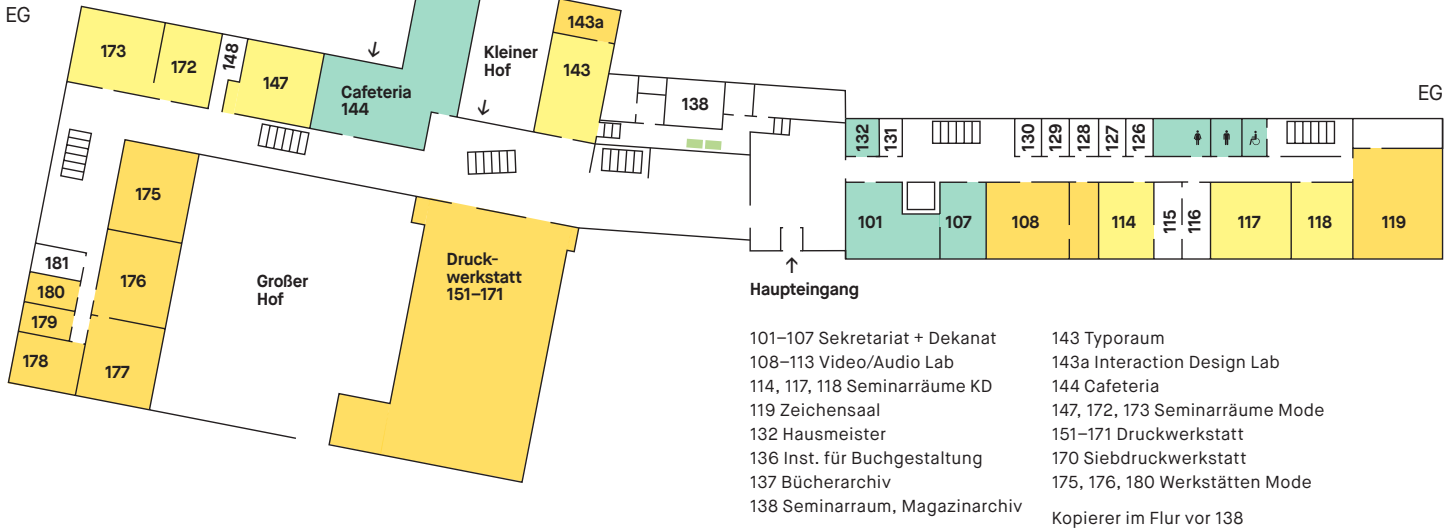 EG
143a
173
172
148
147
Cafeteria
144
Kleiner
Hof
143
138
EG
132
131
130
129
128
127
126
175
176
181
180
179
178
177
Großer
Hof
Druck-
werkstatt
151–171
101
107
108
114
115
116
117
118
119
Haupteingang
101–107 Sekretariat + Dekanat
108–113 Video/Audio Lab
114, 117, 118 Seminarräume KD
119 Zeichensaal
132 Hausmeister
136 Inst. für Buchgestaltung
137 Bücherarchiv
138 Seminarraum, Magazinarchiv
143 Typoraum
143a Interaction Design Lab
144 Cafeteria
147, 172, 173 Seminarräume Mode
151–171 Druckwerkstatt
170 Siebdruckwerkstatt
175, 176, 180 Werkstätten Mode
Kopierer im Flur vor 138